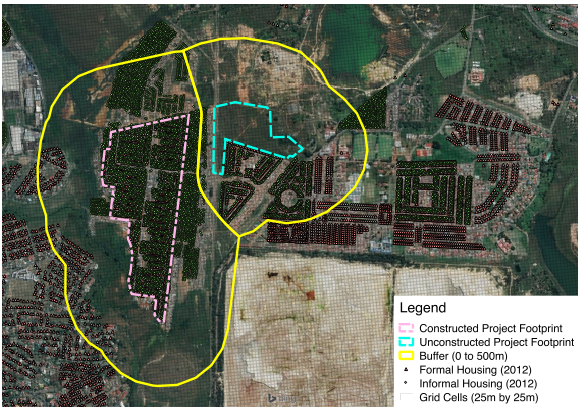 Legend
Constructed Project Footprint
Unconstructed Project Footprint
Buffer (0 to 500m)
Formal Housing (2012)
Informal Housing (2012)
Grid Cells (25m by 25m)